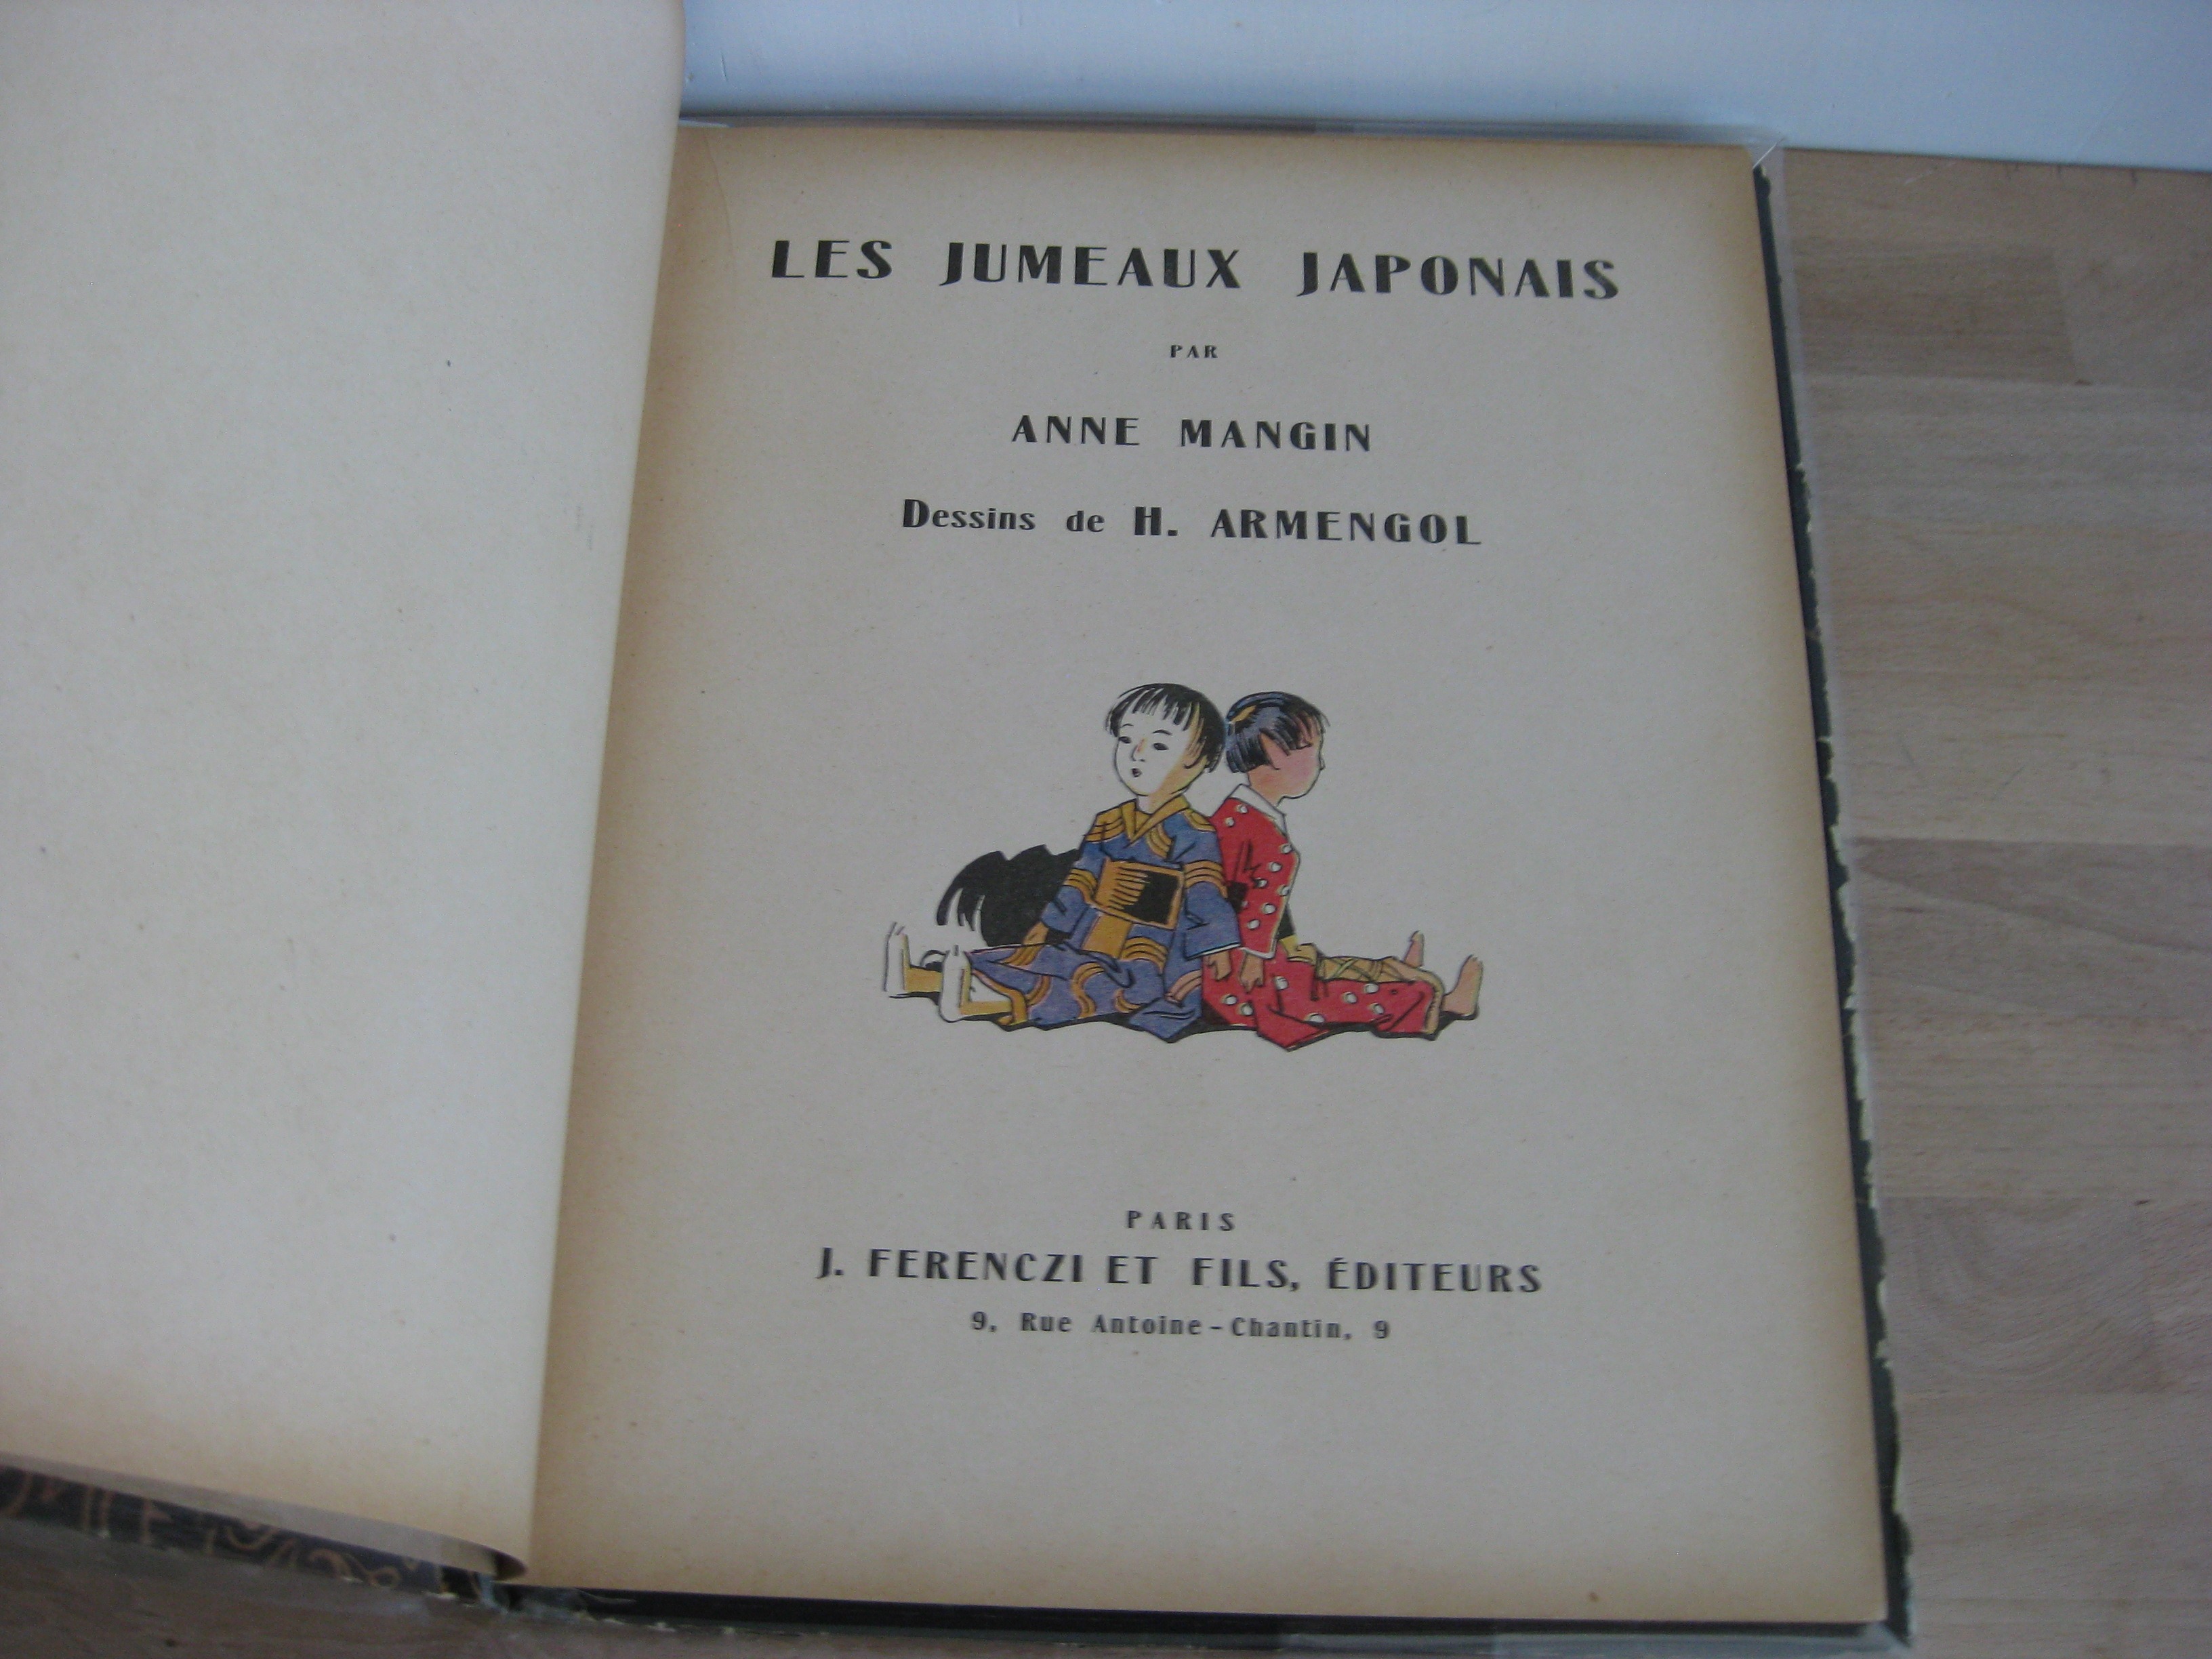 LES JUMEAUX JAPONAIS
PAR
ANNE MANGIN
Dessins de H. ARMENGOL
PARIS
J. FERENCZI ET FILS, ÉDITEURS
9, Rue Antoine-Chantin, 9